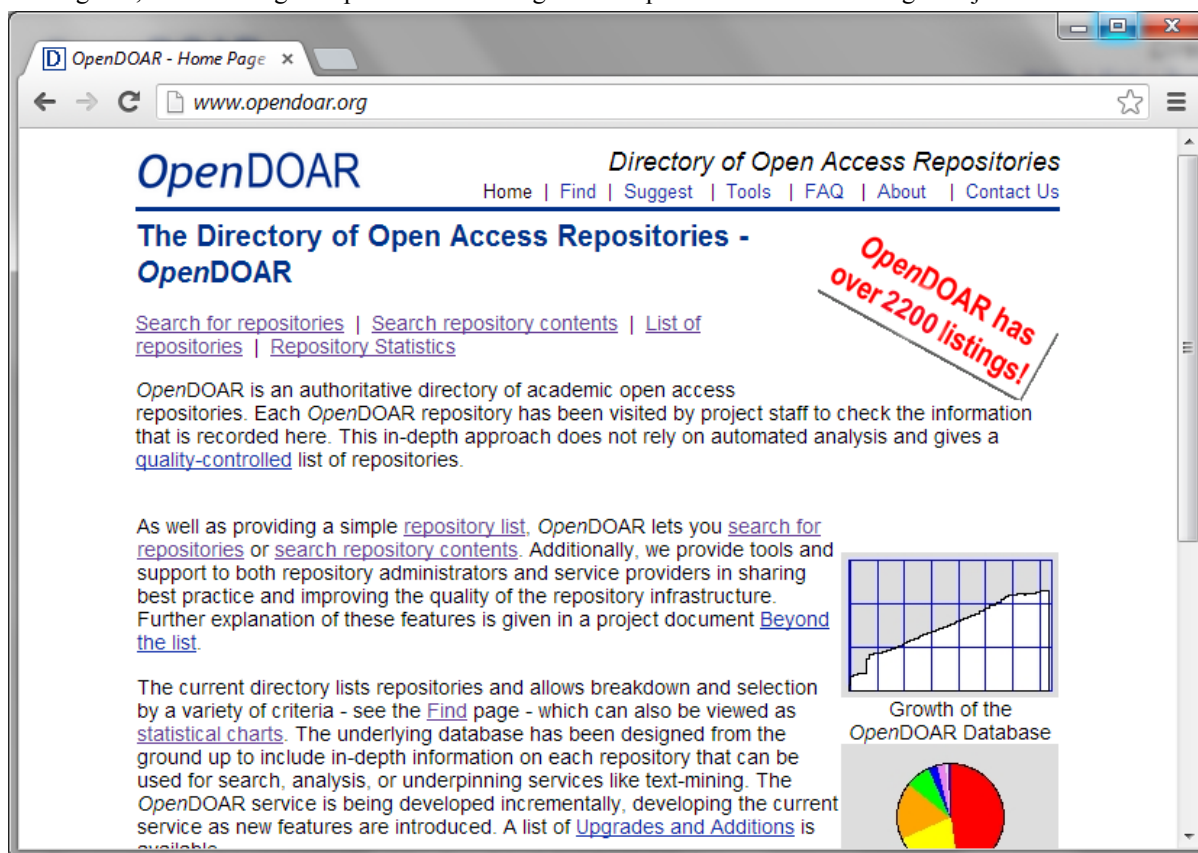 OpenDOAR - Home Page
www.opendoar.org
OpenDOAR
Directory of Open Access Repositories
Home | Find | Suggest | Tools | FAQ | About | Contact Us
The Directory of Open Access Repositories -
OpenDOAR
OpenDOAR has
over 2200 listings!
Search for repositories | Search repository contents | List of
repositories | Repository Statistics
OpenDOAR is an authoritative directory of academic open access
repositories. Each OpenDOAR repository has been visited by project staff to check the information
that is recorded here. This in-depth approach does not rely on automated analysis and gives a
quality-controlled list of repositories.
As well as providing a simple repository list, OpenDOAR lets you search for
repositories or search repository contents. Additionally, we provide tools and
support to both repository administrators and service providers in sharing
best practice and improving the quality of the repository infrastructure.
Further explanation of these features is given in a project document Beyond
the list.
The current directory lists repositories and allows breakdown and selection
by a variety of criteria - see the Find page - which can also be viewed as
statistical charts. The underlying database has been designed from the
ground up to include in-depth information on each repository that can be
used for search, analysis, or underpinning services like text-mining. The
OpenDOAR service is being developed incrementally, developing the current
service as new features are introduced. A list of Upgrades and Additions is
Growth of the
OpenDOAR Database